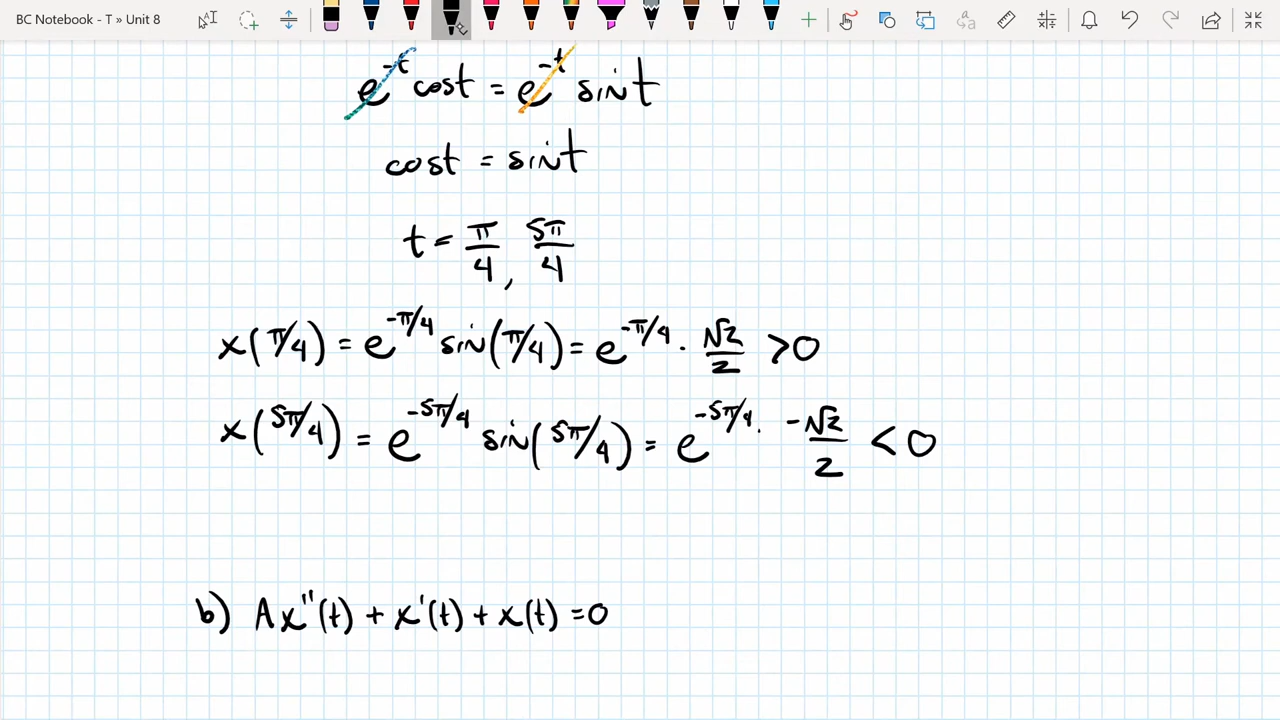 BC Notebook - T » Unit 8
e^{-t} cost = e^{-t} sint
cost = sint
t = π/4, 5π/4
x(π/4) = e^{-π/4} sin(π/4) = e^{-π/4} · √2/2 >0
x(5π/4) = e^{-5π/4} sin(5π/4) = e^{-5π/4} · -√2/2 < 0
b) Ax''(t) + x'(t) + x(t) = 0